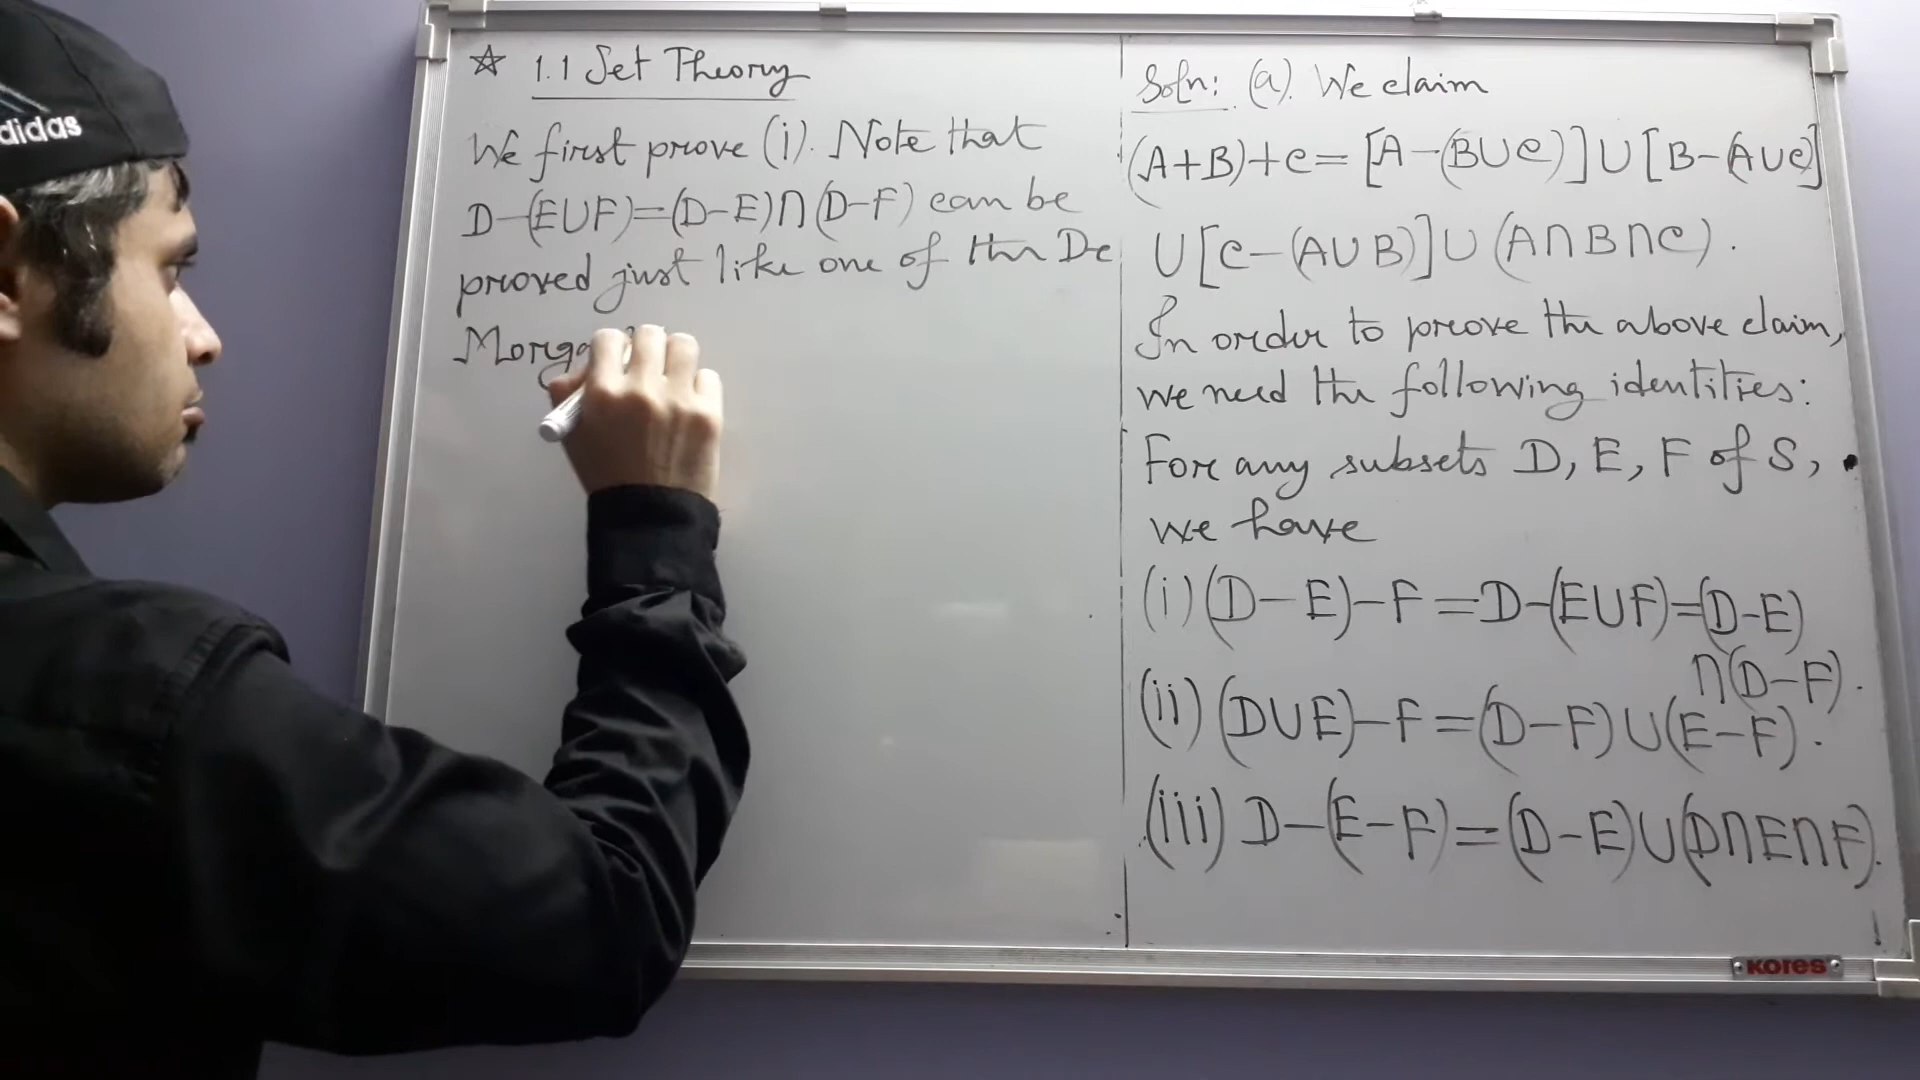 ☆ 1.1 Set Theory
We first prove (i). Note that
D-(E∪F)=(D-E)∩(D-F) can be
proved just like one of the De
Morga
Soln: (a). We claim
(A+B)+C=[A-(B∪C)]∪[B-(A∪C)]
∪[C-(A∪B)]∪(A∩B∩C).
In order to prove the above claim,
we need the following identities:
For any subsets D, E, F of S,
we have
(i) (D-E)-F=D-(E∪F)=(D-E)
∩(D-F).
(ii) (D∪E)-F=(D-F)∪(E-F).
(iii) D-(E-F)=(D-E)∪(D∩E∩F).
KORES
didas